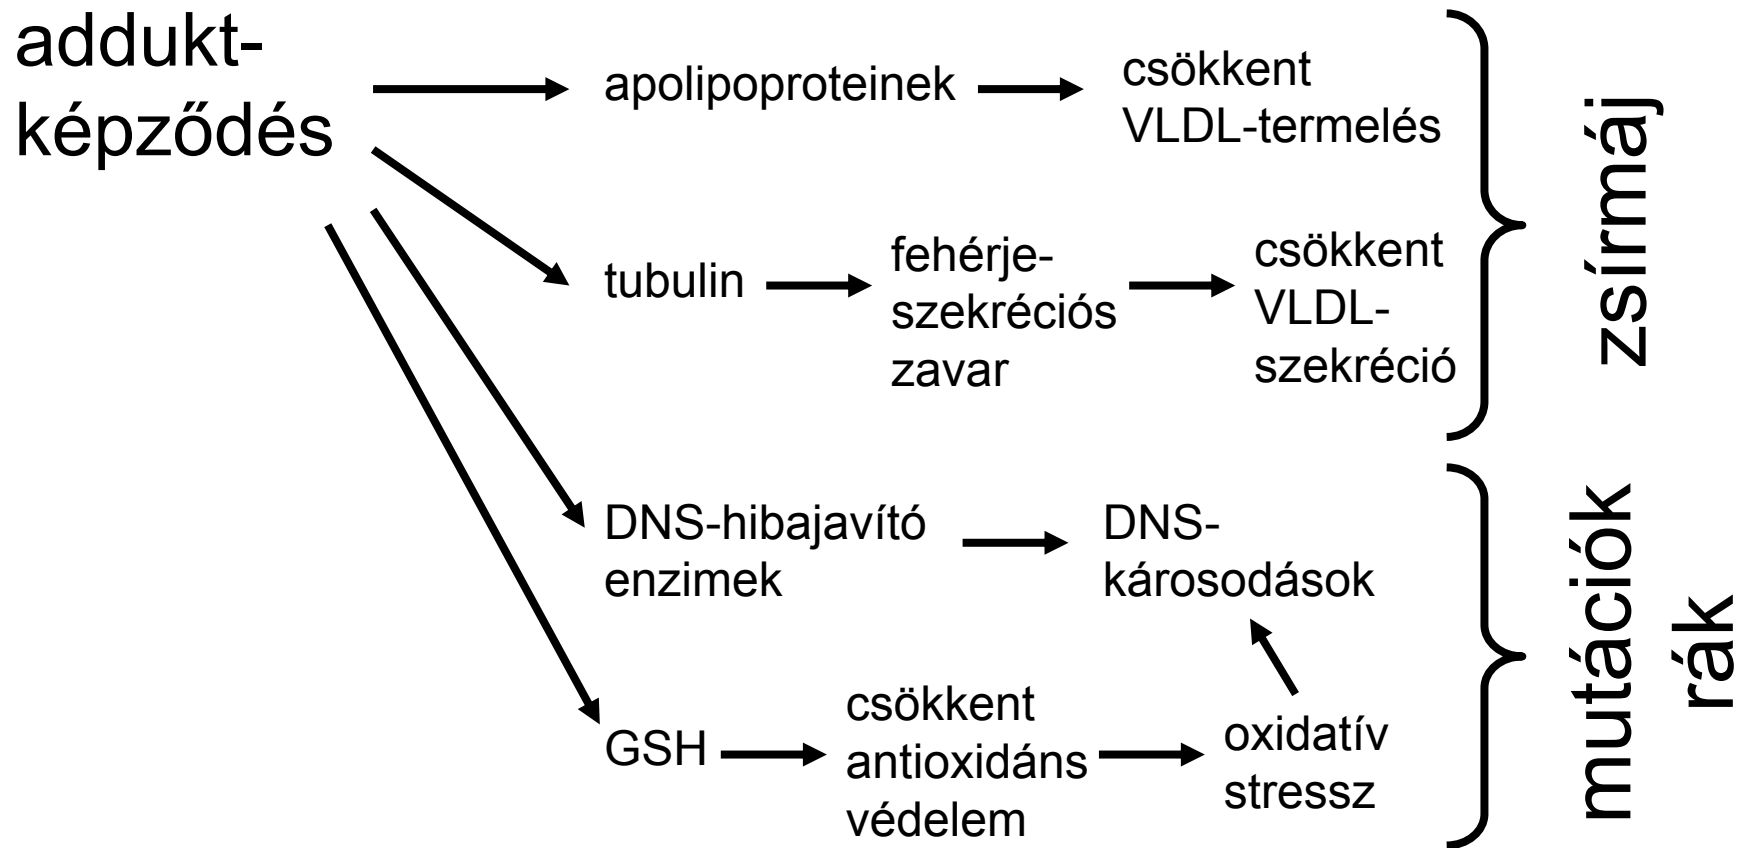 addukt-
képződés
apolipoproteinek
csökkent
VLDL-termelés
tubulin
fehérje-
szekréciós
zavar
csökkent
VLDL-
szekréció
zsírmáj
DNS-hibajavító
enzimek
DNS-
károsodások
GSH
csökkent
antioxidáns
védelem
oxidatív
stressz
mutációk
rák